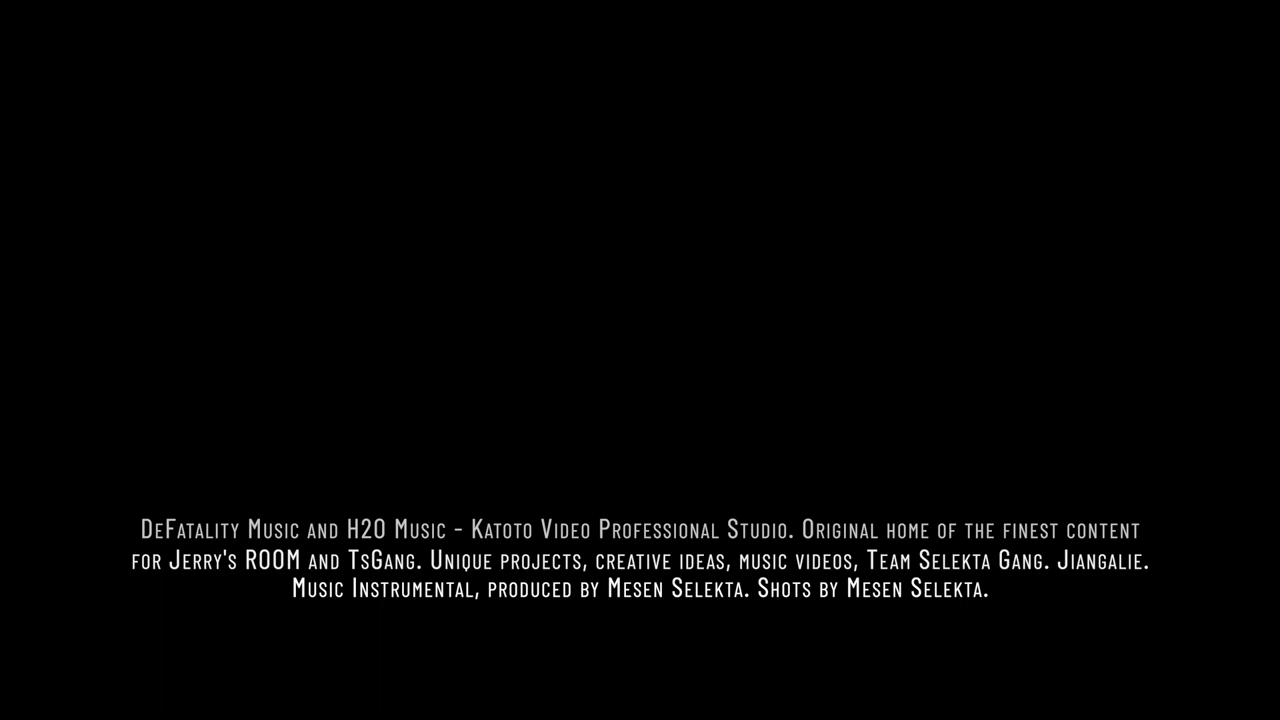 DeFatality Music and H2O Music - Katoto Video Professional Studio. Original home of the finest content
for Jerry's ROOM and TsGang. Unique projects, creative ideas, music videos, Team Selekta Gang. Jiangalie.
Music Instrumental, produced by Mesen Selekta. Shots by Mesen Selekta.